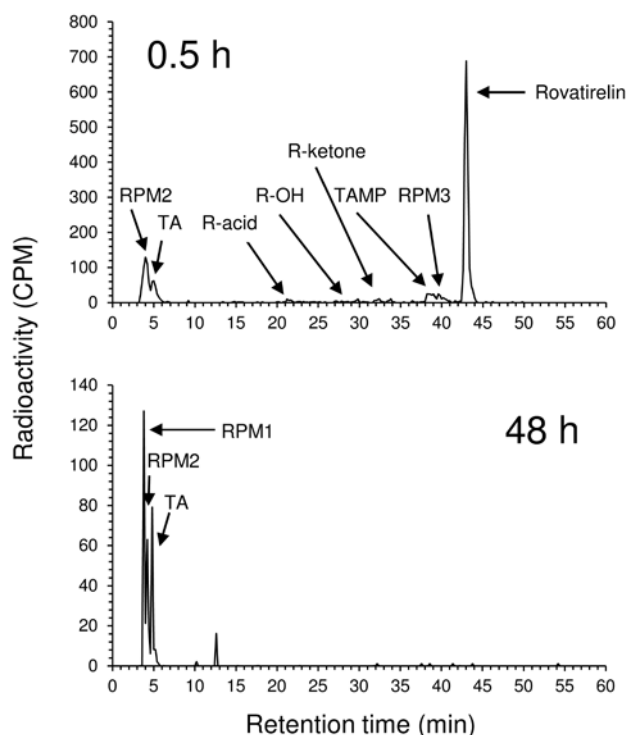 800
0.5 h
700
600
Rovatirelin
500
R-ketone
400
RPM2
R-OH
TAMP
RPM3
300
TA
R-acid
200
100
0
0 5 10 15 20 25 30 35 40 45 50 55 60
Radioactivity (CPM)
140
48 h
120
RPM1
100
RPM2
80
TA
60
40
20
0
0 5 10 15 20 25 30 35 40 45 50 55 60
Retention time (min)